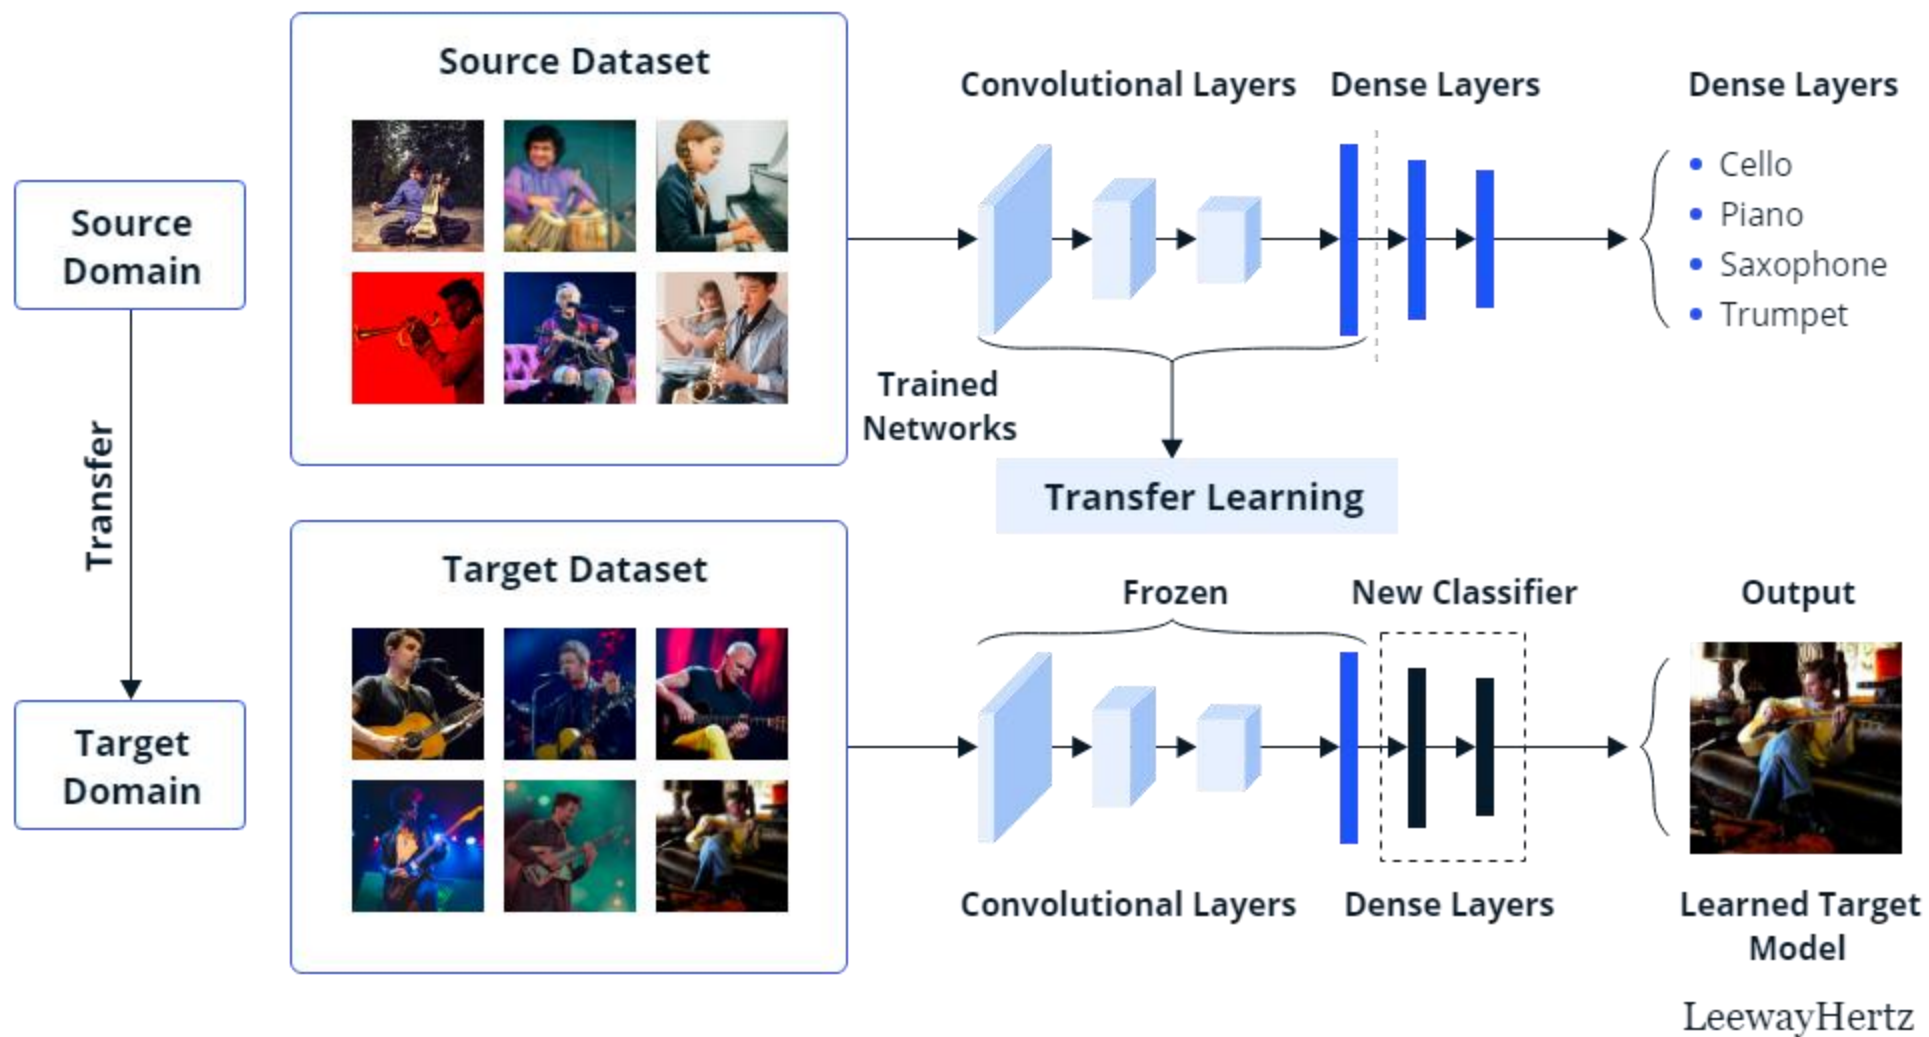 Source Dataset
Convolutional Layers
Dense Layers
Dense Layers
Source
Domain
Cello
Piano
Saxophone
Trumpet
Trained
Networks
Transfer
Transfer Learning
Target Dataset
Frozen
New Classifier
Output
Target
Domain
Convolutional Layers
Dense Layers
Learned Target
Model
LeewayHertz